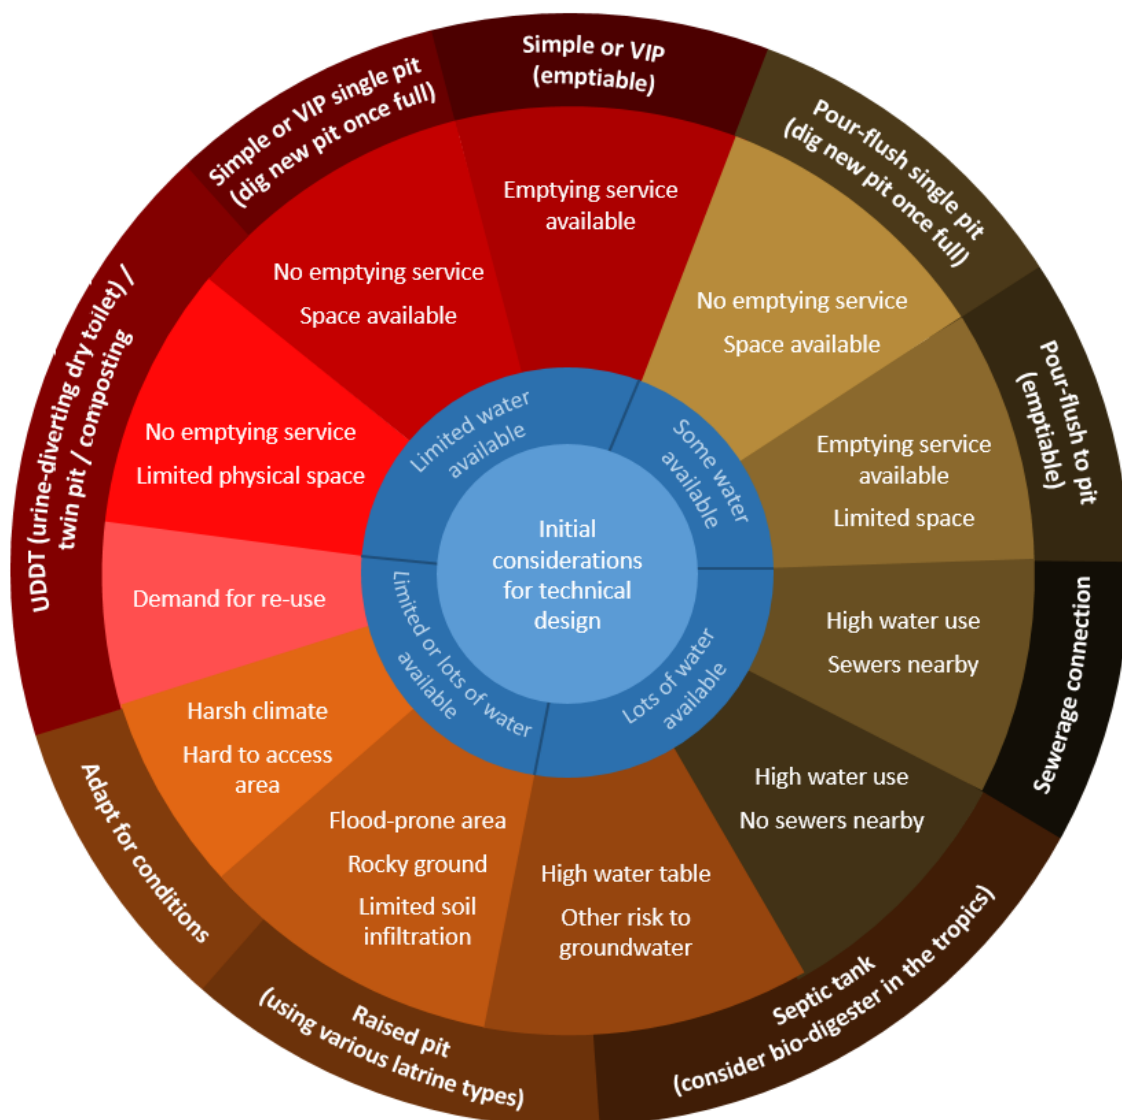 Initial
considerations
for technical
design
Limited water
available
Some water
available
Lots of water
available
Limited or lots of water
available
Simple or VIP
(emptiable)
Emptying service
available
Pour-flush single pit
(dig new pit once full)
No emptying service
Space available
Pour-flush to pit
(emptiable)
Emptying service
available
Limited space
Sewerage connection
High water use
Sewers nearby
High water use
No sewers nearby
Septic tank
(consider bio-digester in the tropics)
High water table
Other risk to
groundwater
Raised pit
(using various latrine types)
Flood-prone area
Rocky ground
Limited soil
infiltration
Adapt for conditions
Harsh climate
Hard to access
area
UDDT (urine-diverting dry toilet) /
twin pit / composting
Demand for re-use
No emptying service
Limited physical space
Simple or VIP single pit
(dig new pit once full)
No emptying service
Space available